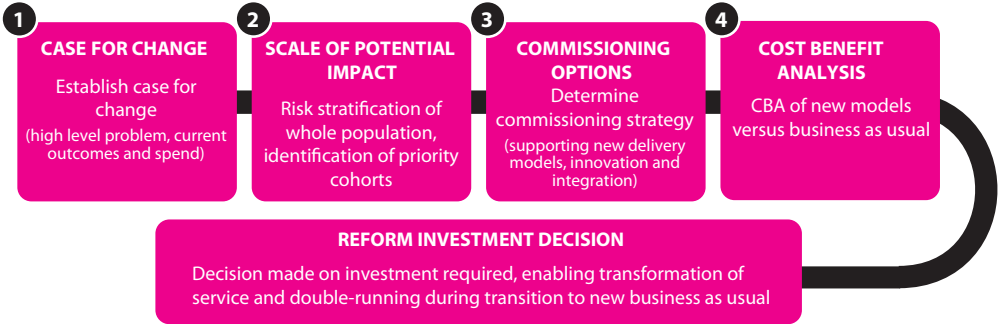 1
CASE FOR CHANGE
Establish case for
change
(high level problem, current
outcomes and spend)
2
SCALE OF POTENTIAL
IMPACT
Risk stratification of
whole population,
identification of priority
cohorts
3
COMMISSIONING
OPTIONS
Determine
commissioning strategy
(supporting new delivery
models, innovation and
integration)
4
COST BENEFIT
ANALYSIS
CBA of new models
versus business as usual
REFORM INVESTMENT DECISION
Decision made on investment required, enabling transformation of
service and double-running during transition to new business as usual